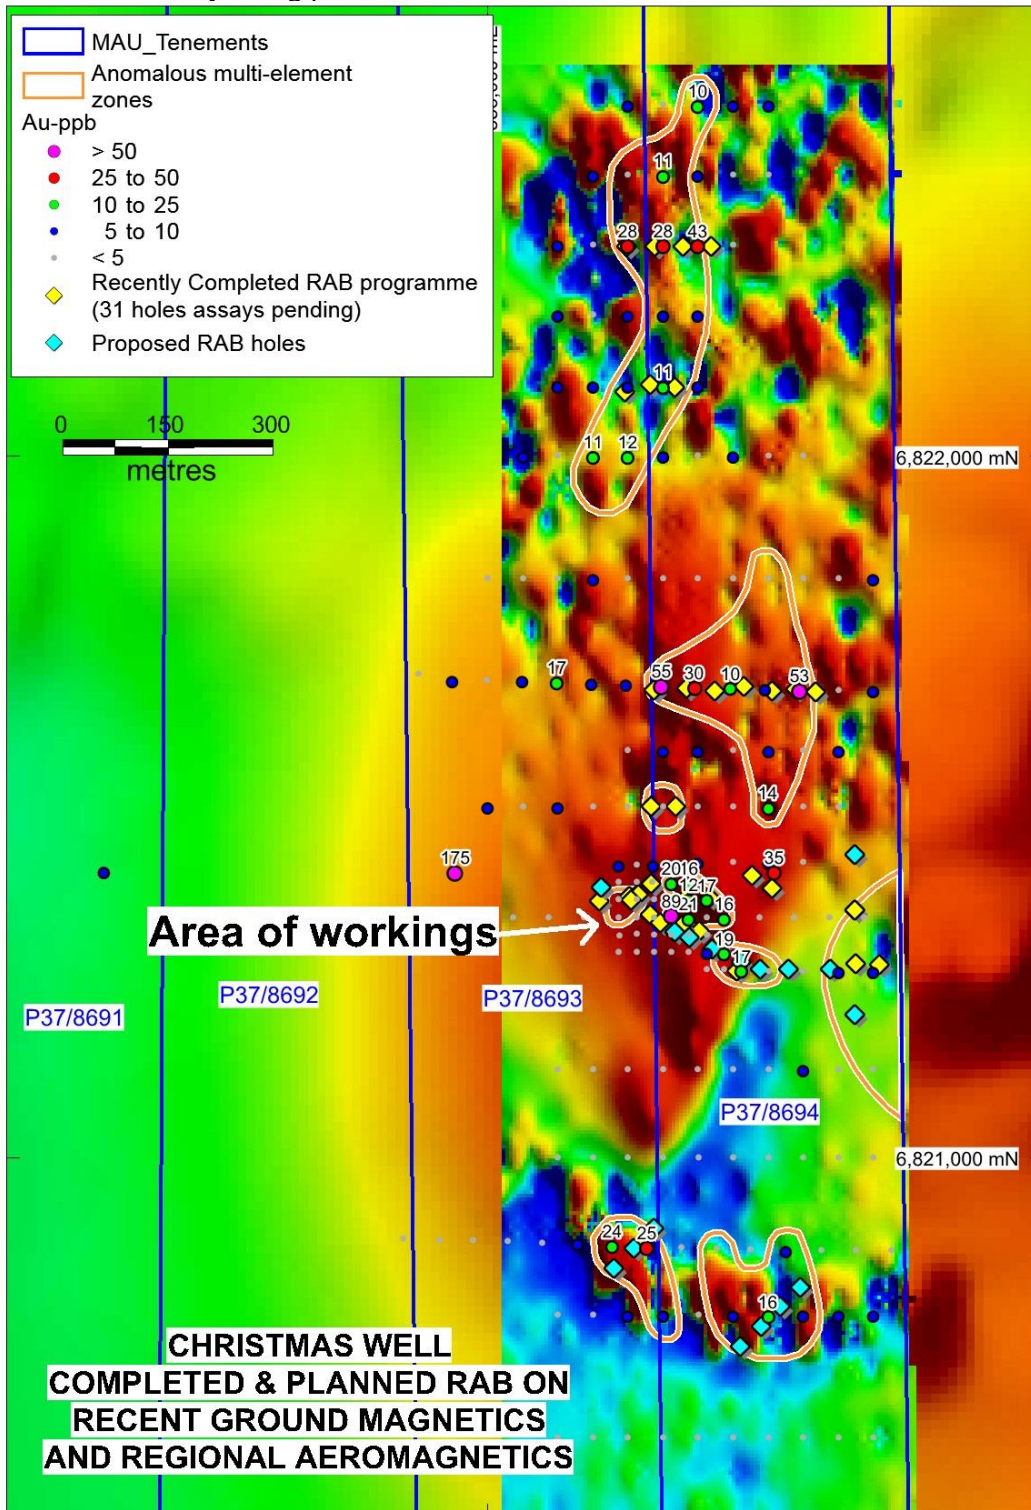 MAU_Tenements
Anomalous multi-element
zones
Au-ppb
> 50
25 to 50
10 to 25
5 to 10
< 5
Recently Completed RAB programme
(31 holes assays pending)
Proposed RAB holes
0 150 300
metres
10
11
28 28 43
11
11 12
6,822,000 mN
17
55 30 10 53
14
175
35
20 16
12 17
89 21 16
19
17
Area of workings
P37/8691
P37/8692
P37/8693
P37/8694
6,821,000 mN
24 25
16
CHRISTMAS WELL
COMPLETED & PLANNED RAB ON
RECENT GROUND MAGNETICS
AND REGIONAL AEROMAGNETICS